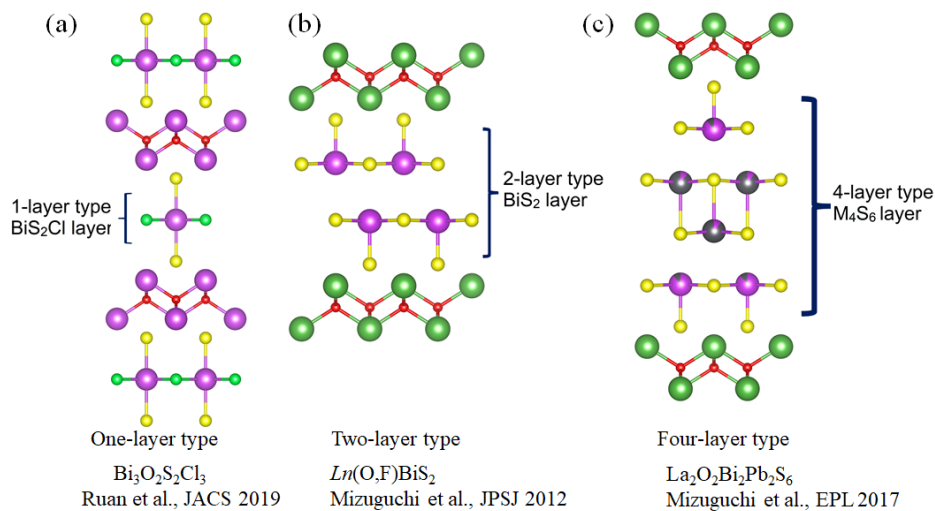 (a)
(b)
(c)
1-layer type
BiS₂Cl layer
2-layer type
BiS₂ layer
4-layer type
M₄S₆ layer
One-layer type
Two-layer type
Four-layer type
Bi₃O₂S₂Cl₃
Ln(O,F)BiS₂
La₂O₂Bi₂Pb₂S₆
Ruan et al., JACS 2019
Mizuguchi et al., JPSJ 2012
Mizuguchi et al., EPL 2017